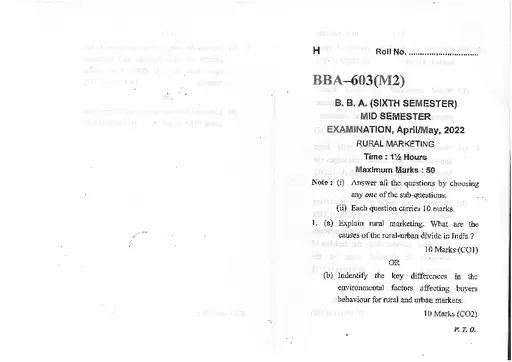 H Roll No. ........................
BBA–603(M2)
B. B. A. (SIXTH SEMESTER)
MID SEMESTER
EXAMINATION, April/May, 2022
RURAL MARKETING
Time : 1½ Hours
Maximum Marks : 50
Note : (i) Answer all the questions by choosing
any one of the sub-questions.
(ii) Each question carries 10 marks.
1. (a) Explain rural marketing. What are the
causes of the rural-urban divide in India ?
10 Marks (CO1)
OR
(b) Indentify the key differences in the
environmental factors affecting buyers
behaviour for rural and urban markets.
10 Marks (CO2)
P. T. O.